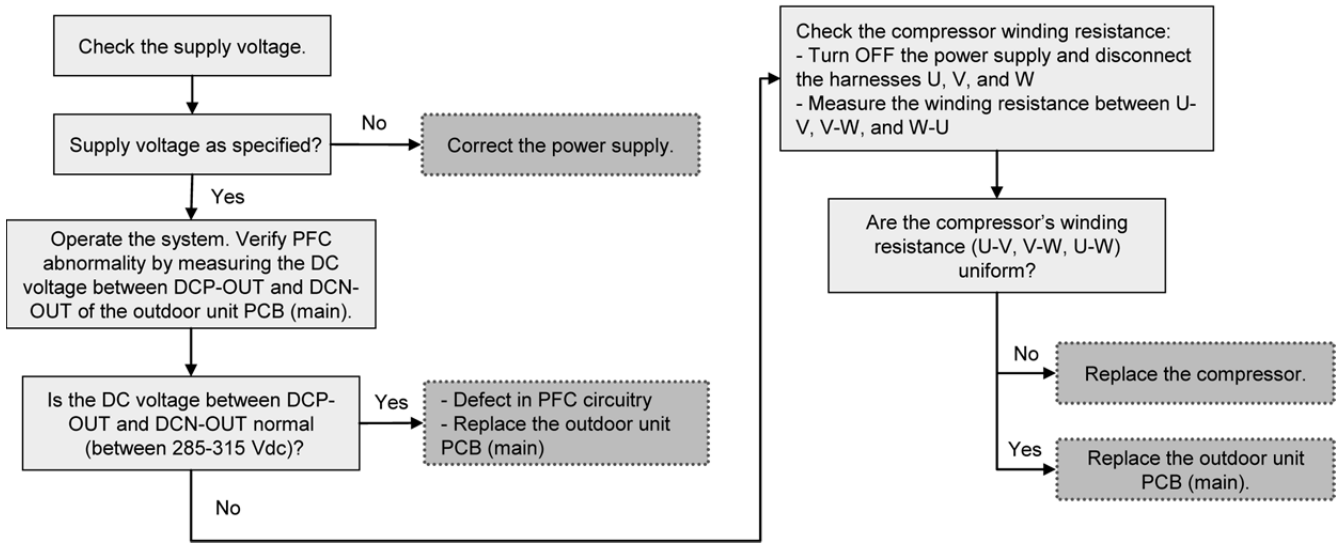 Check the supply voltage.
Supply voltage as specified?
No
Correct the power supply.
Yes
Operate the system. Verify PFC
abnormality by measuring the DC
voltage between DCP-OUT and DCN-
OUT of the outdoor unit PCB (main).
Is the DC voltage between DCP-
OUT and DCN-OUT normal
(between 285-315 Vdc)?
Yes
- Defect in PFC circuitry
- Replace the outdoor unit
PCB (main)
No
Check the compressor winding resistance:
- Turn OFF the power supply and disconnect
the harnesses U, V, and W
- Measure the winding resistance between U-
V, V-W, and W-U
Are the compressor’s winding
resistance (U-V, V-W, U-W)
uniform?
No
Replace the compressor.
Yes
Replace the outdoor unit
PCB (main).